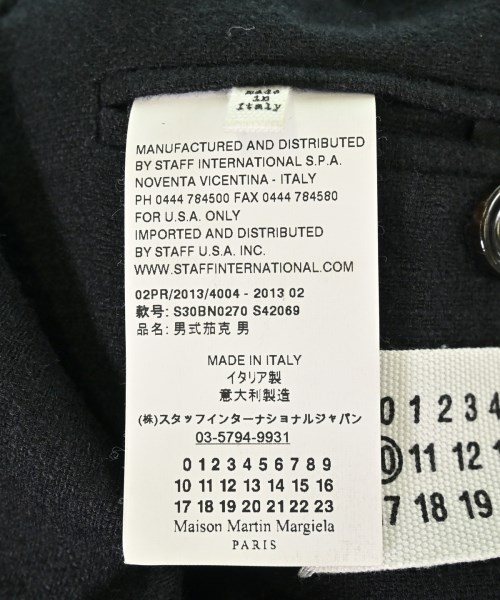 made
in
Italy
MANUFACTURED AND DISTRIBUTED
BY STAFF INTERNATIONAL S.P.A.
NOVENTA VICENTINA - ITALY
PH 0444 784500 FAX 0444 784580
FOR U.S.A. ONLY
IMPORTED AND DISTRIBUTED
BY STAFF U.S.A. INC.
WWW.STAFFINTERNATIONAL.COM
02PR/2013/4004 - 2013 02
款号: S30BN0270 S42069
品名: 男式茄克 男
MADE IN ITALY
イタリア製
意大利製造
(株)スタッフインターナショナルジャパン
03-5794-9931
0 1 2 3 4 5 6 7 8 9
10 11 12 13 14 15 16
17 18 19 20 21 22 23
Maison Martin Margiela
PARIS
0 1 2 3 4
10 11 12 1
17 18 19